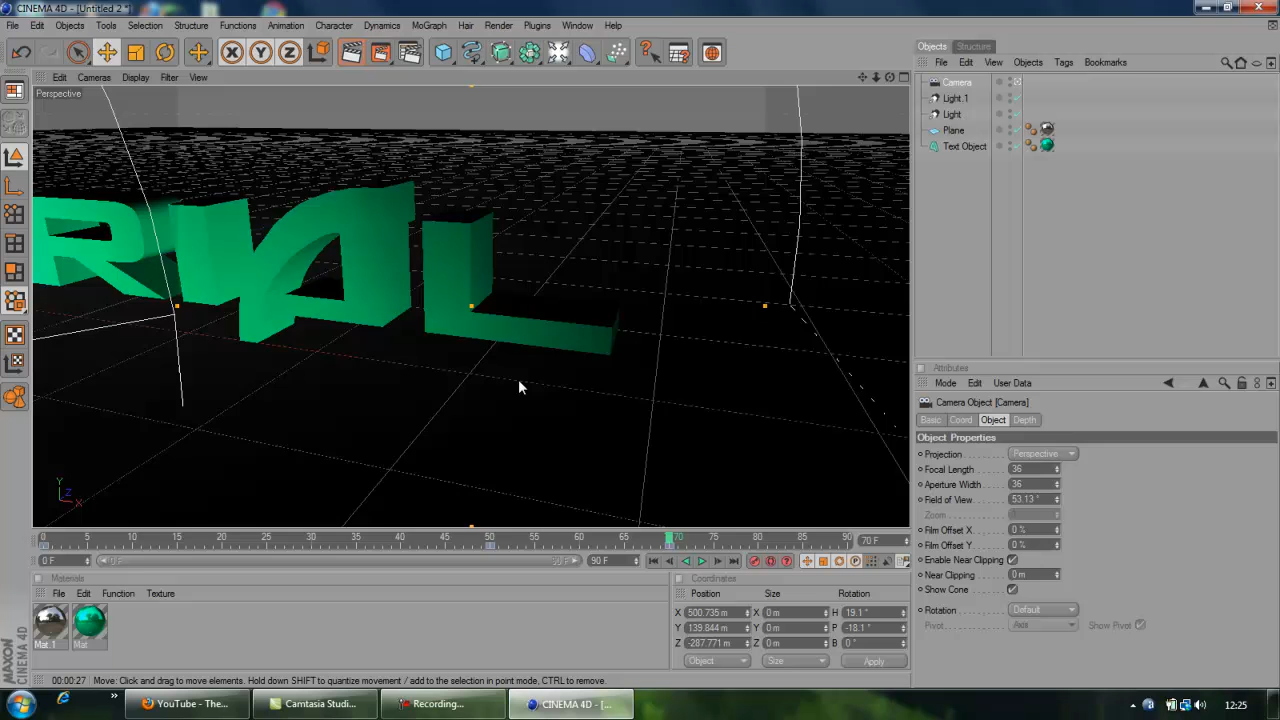 CINEMA 4D - [Untitled 2 *]
File Edit Objects Tools Selection Structure Functions Animation Character Dynamics MoGraph Hair Render Plugins Window Help
Objects Structure
File Edit View Objects Tags Bookmarks
Edit Cameras Display Filter View
Perspective
Camera
Light.1
Light
Plane
Text Object
RIAL
Y
Z
X
Attributes
Mode Edit User Data
Camera Object [Camera]
Basic Coord Object Depth
Object Properties
Projection Perspective
Focal Length 36
Aperture Width 36
Field of View 53.13 °
Zoom
Film Offset X 0 %
Film Offset Y 0 %
Enable Near Clipping
Near Clipping 0 m
Show Cone
Rotation Default
Pivot Axis Show Pivot
0 5 10 15 20 25 30 35 40 45 50 55 60 65 70 75 80 85 90 70 F
0 F 0 F 90 F 90 F
Materials
File Edit Function Texture
Mat.1 Mat
Coordinates
Position Size Rotation
X 500.735 m X 0 m H 19.1 °
Y 139.844 m Y 0 m P -18.1 °
Z -287.771 m Z 0 m B 0 °
Object Size Apply
MAXON CINEMA 4D
00:00:27 Move: Click and drag to move elements. Hold down SHIFT to quantize movement / add to the selection in point mode, CTRL to remove.
YouTube - The... Camtasia Studi... Recording... CINEMA 4D - [... 12:25